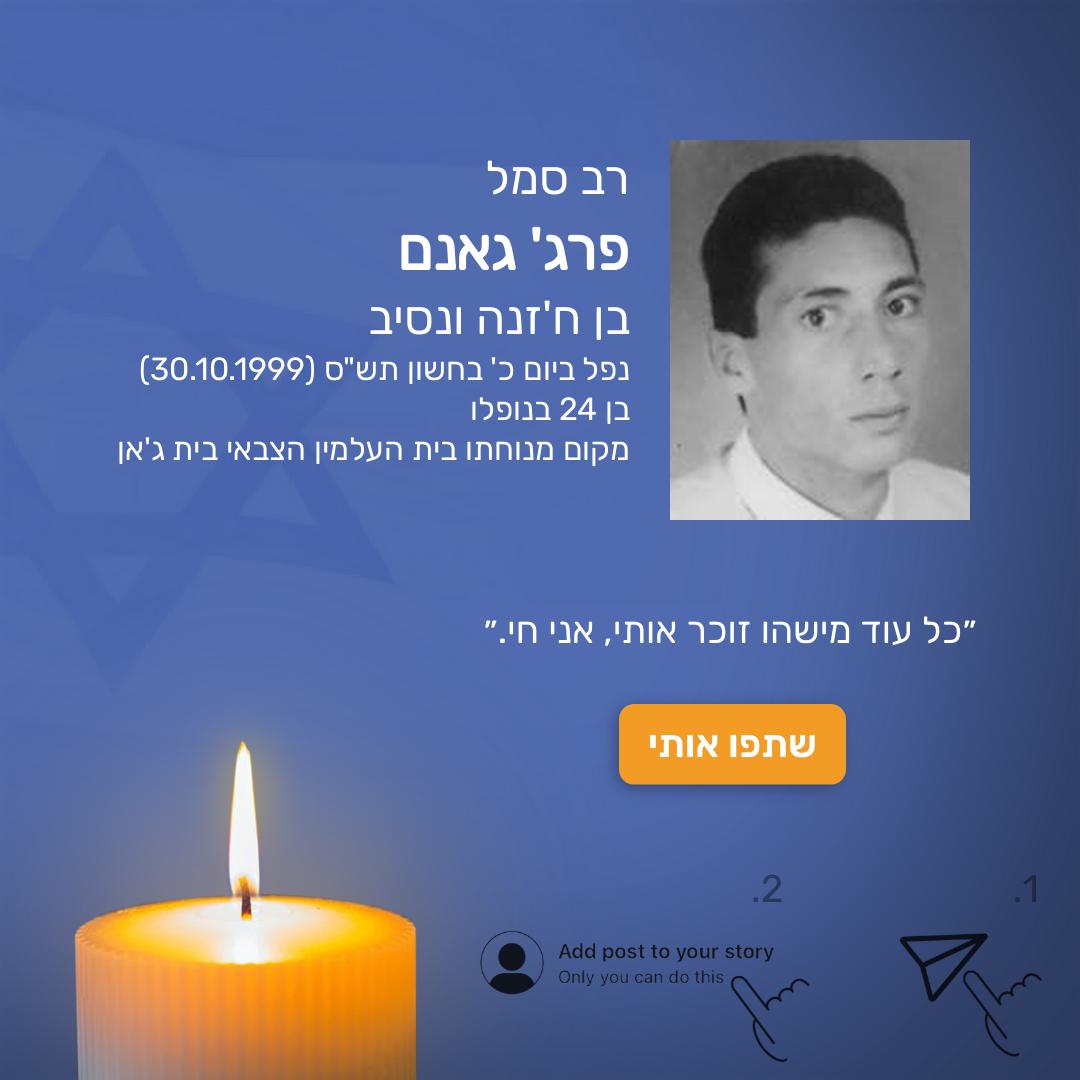 רב סמל
פרג' גאנם
בן ח'זנה ונסיב
נפל ביום כ' בחשון תש"ס (30.10.1999)
בן 24 בנופלו
מקום מנוחתו בית העלמין הצבאי בית ג'אן
״כל עוד מישהו זוכר אותי, אני חי.״
שתפו אותי
1.
2.
Add post to your story
Only you can do this